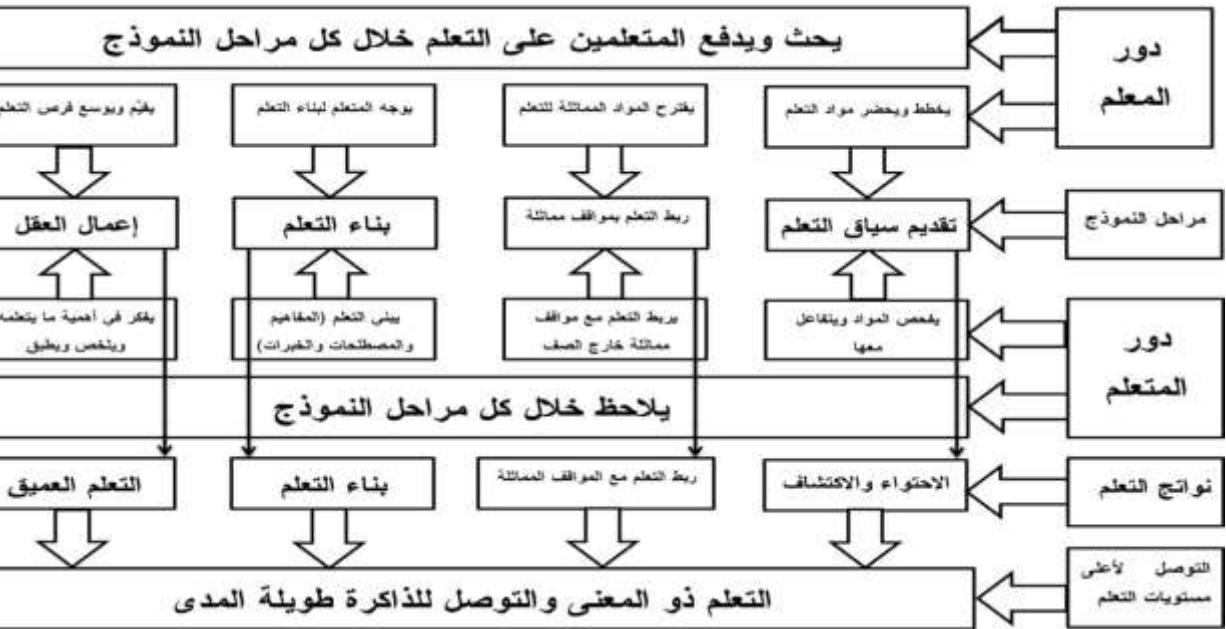 دور
المعلم
يحث ويدفع المتعلمين على التعلم خلال كل مراحل النموذج
يخطط ويحضر مواد التعلم
يقترح المواد المماثلة للتعلم
يوجه المتعلم لبناء التعلم
يقيّم ويوسع فرص التعلم
مراحل النموذج
تقديم سياق التعلم
ربط التعلم بمواقف مماثلة
بناء التعلم
إعمال العقل
دور
المتعلم
يفحص المواد ويتفاعل
معها
يربط التعلم مع مواقف
مماثلة خارج الصف
يبنى التعلم (المفاهيم
والمصطلحات والخبرات)
يفكر فى أهمية ما يتعلمه
ويلخص ويطبق
يلاحظ خلال كل مراحل النموذج
نواتج التعلم
الاحتواء والاكتشاف
ربط التعلم مع المواقف المماثلة
بناء التعلم
التعلم العميق
التوصل لأعلى
مستويات التعلم
التعلم ذو المعنى والتوصل للذاكرة طويلة المدى